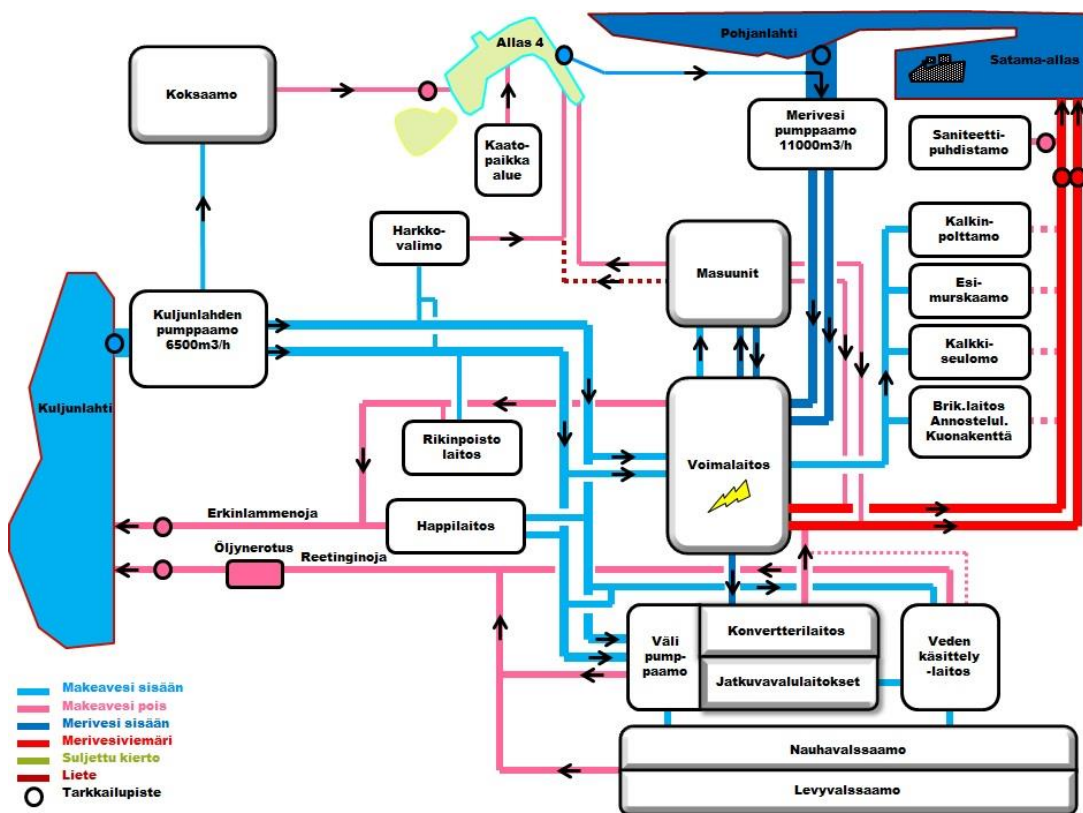 Allas 4
Pohjanlahti
Satama-allas
Koksaamo
Kaato-
paikka
alue
Merivesi
pumppaamo
11000m3/h
Saniteetti-
puhdistamo
Harkko-
valimo
Masuunit
Kalkin-
polttamo
Esi-
murskaamo
Kuljunlahden
pumppaamo
6500m3/h
Kalkki-
seulomo
Kuljunlahti
Rikinpoisto
laitos
Voimalaitos
Brik.laitos
Annostelul.
Kuonakenttä
Erkinlammenoja
Happilaitos
Öljynerotus
Reetinginoja
Väli
pump-
paamo
Konvertterilaitos
Jatkuvavalulaitokset
Veden
käsittely
-laitos
Makeavesi sisään
Makeavesi pois
Merivesi sisään
Merivesiviemäri
Suljettu kierto
Liete
Tarkkailupiste
Nauhavalssaamo
Levyvalssaamo